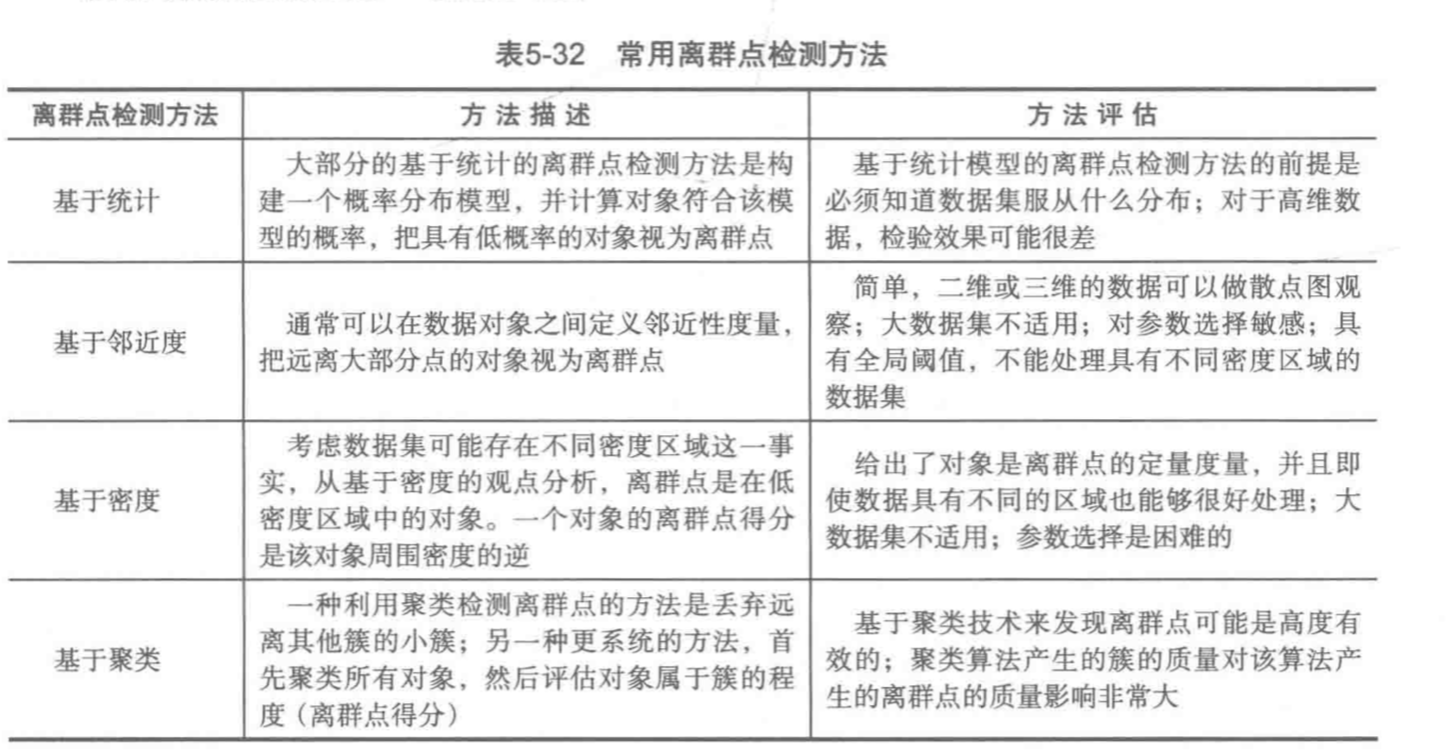 表5-32 常用离群点检测方法
离群点检测方法
方法描述
方法评估
基于统计
大部分的基于统计的离群点检测方法是构
建一个概率分布模型，并计算对象符合该模
型的概率，把具有低概率的对象视为离群点
基于统计模型的离群点检测方法的前提是
必须知道数据集服从什么分布；对于高维数
据，检验效果可能很差
基于邻近度
通常可以在数据对象之间定义邻近性度量，
把远离大部分点的对象视为离群点
简单，二维或三维的数据可以做散点图观
察；大数据集不适用；对参数选择敏感；具
有全局阈值，不能处理具有不同密度区域的
数据集
基于密度
考虑数据集可能存在不同密度区域这一事
实，从基于密度的观点分析，离群点是在低
密度区域中的对象。一个对象的离群点得分
是该对象周围密度的逆
给出了对象是离群点的定量度量，并且即
使数据具有不同的区域也能够很好处理；大
数据集不适用；参数选择是困难的
基于聚类
一种利用聚类检测离群点的方法是丢弃远
离其他簇的小簇；另一种更系统的方法，首
先聚类所有对象，然后评估对象属于簇的程
度（离群点得分）
基于聚类技术来发现离群点可能是高度有
效的；聚类算法产生的簇的质量对该算法产
生的离群点的质量影响非常大